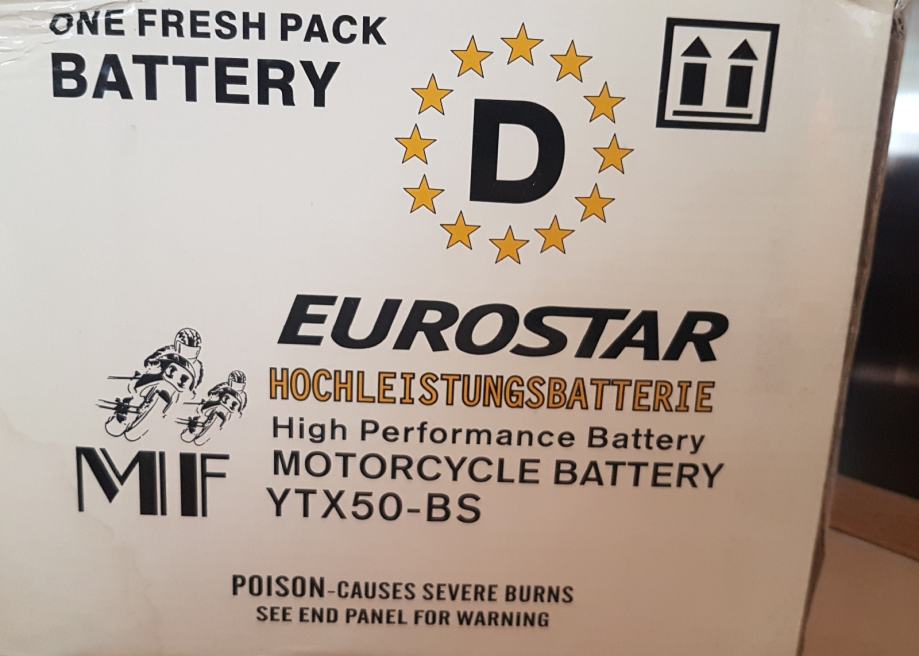 ONE FRESH PACK
BATTERY
D
EUROSTAR
HOCHLEISTUNGSBATTERIE
High Performance Battery
MF
MOTORCYCLE BATTERY
YTX50-BS
POISON-CAUSES SEVERE BURNS
SEE END PANEL FOR WARNING